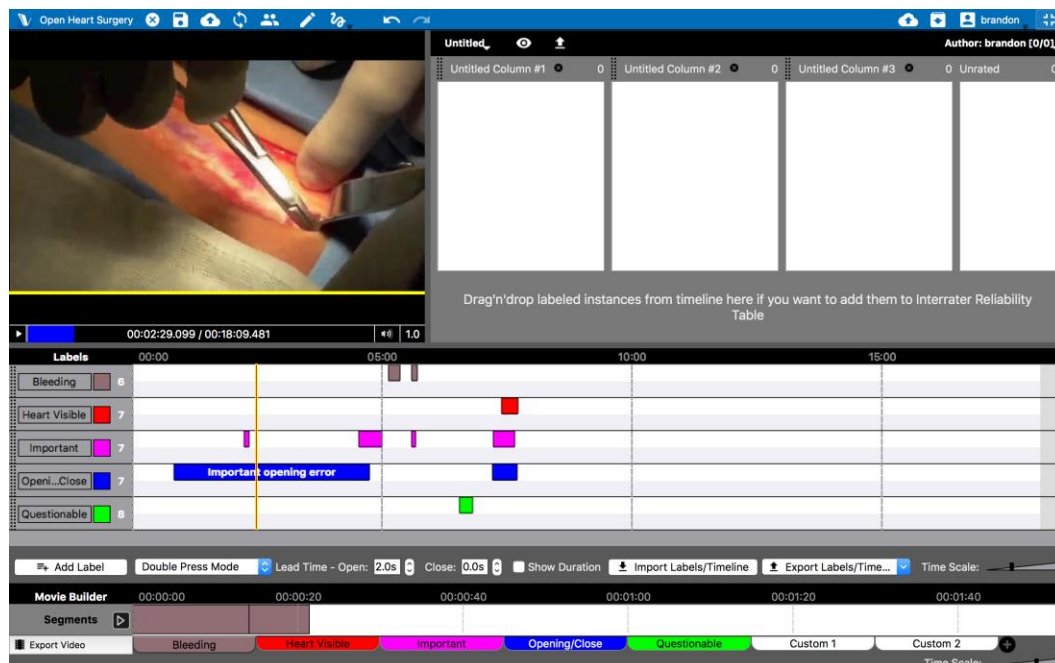 Open Heart Surgery
brandon
Untitled
Author: brandon [0/0]
Untitled Column #1 0 Untitled Column #2 0 Untitled Column #3 0 Unrated
Drag'n'drop labeled instances from timeline here if you want to add them to Interrater Reliability
Table
00:02:29.099 / 00:18:09.481 1.0
Labels 00:00 05:00 10:00 15:00
Bleeding 6
Heart Visible 7
Important 7
Openi...Close 7 Important opening error
Questionable 8
Add Label Double Press Mode Lead Time - Open: 2.0s Close: 0.0s Show Duration Import Labels/Timeline Export Labels/Time... Time Scale:
Movie Builder 00:00:00 00:00:20 00:00:40 00:01:00 00:01:20 00:01:40
Segments
Export Video Bleeding Heart Visible Important Opening/Close Questionable Custom 1 Custom 2
Time Scale: